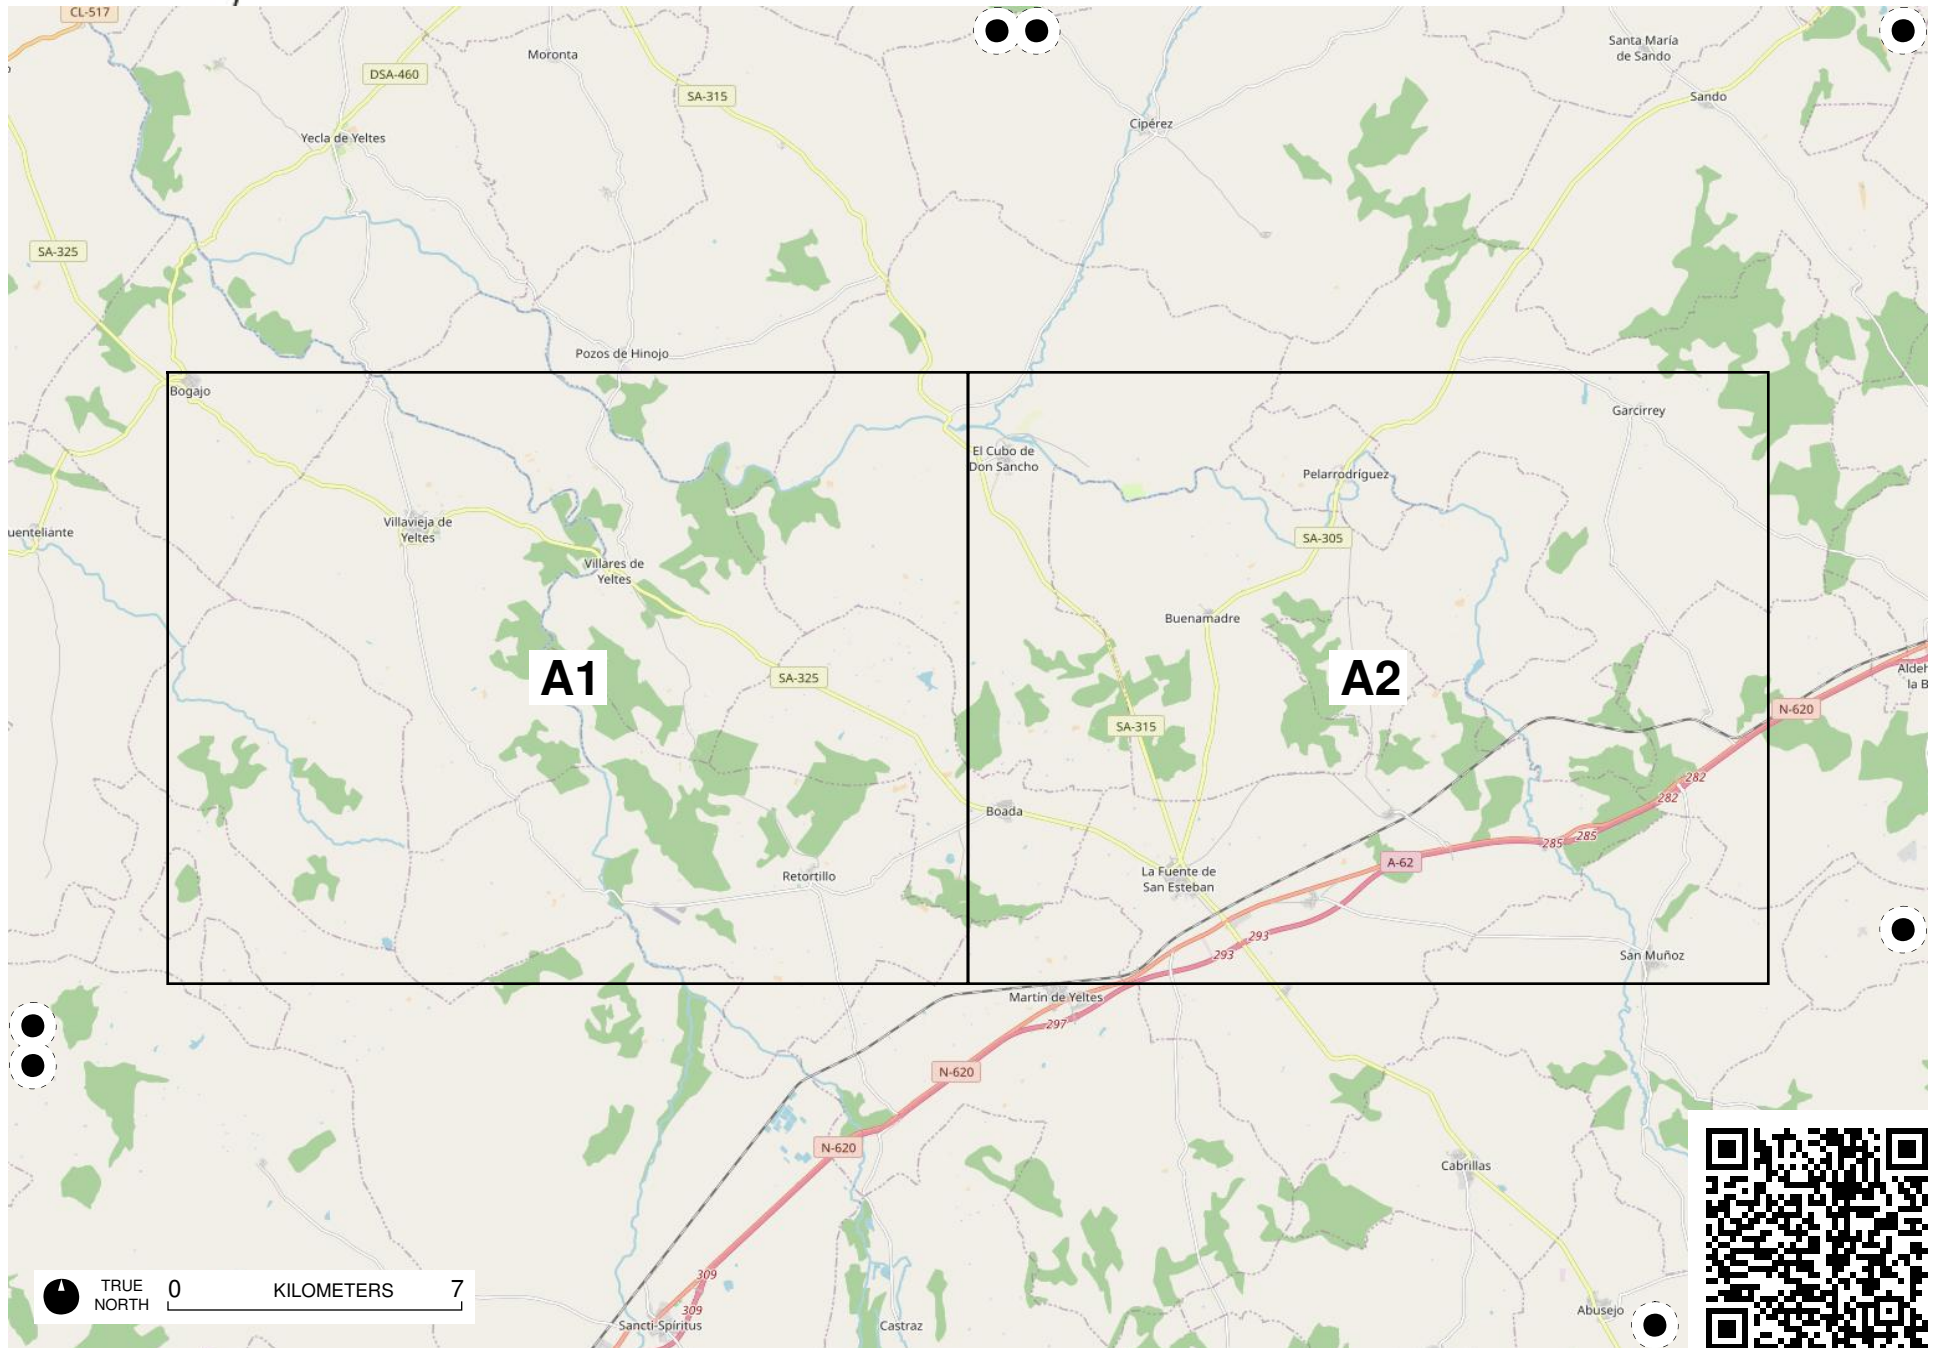 CL-517
Moronta
Santa María
de Sando
DSA-460
SA-315
Sando
Cipérez
Yecla de Yeltes
SA-325
Pozos de Hinojo
Bogajo
Garcirrey
El Cubo de
Don Sancho
Pelarrodríguez
Villavieja de
Yeltes
uenteliante
SA-305
Villares de
Yeltes
Buenamadre
A1
A2
SA-325
Aldeh
la B
N-620
SA-315
282
282
Boada
285
285
A-62
La Fuente de
San Esteban
Retortillo
293
293
San Muñoz
Martín de Yeltes
297
N-620
N-620
Cabrillas
309
309
TRUE
NORTH
0
KILOMETERS
7
Sancti-Spíritus
Castraz
Abusejo